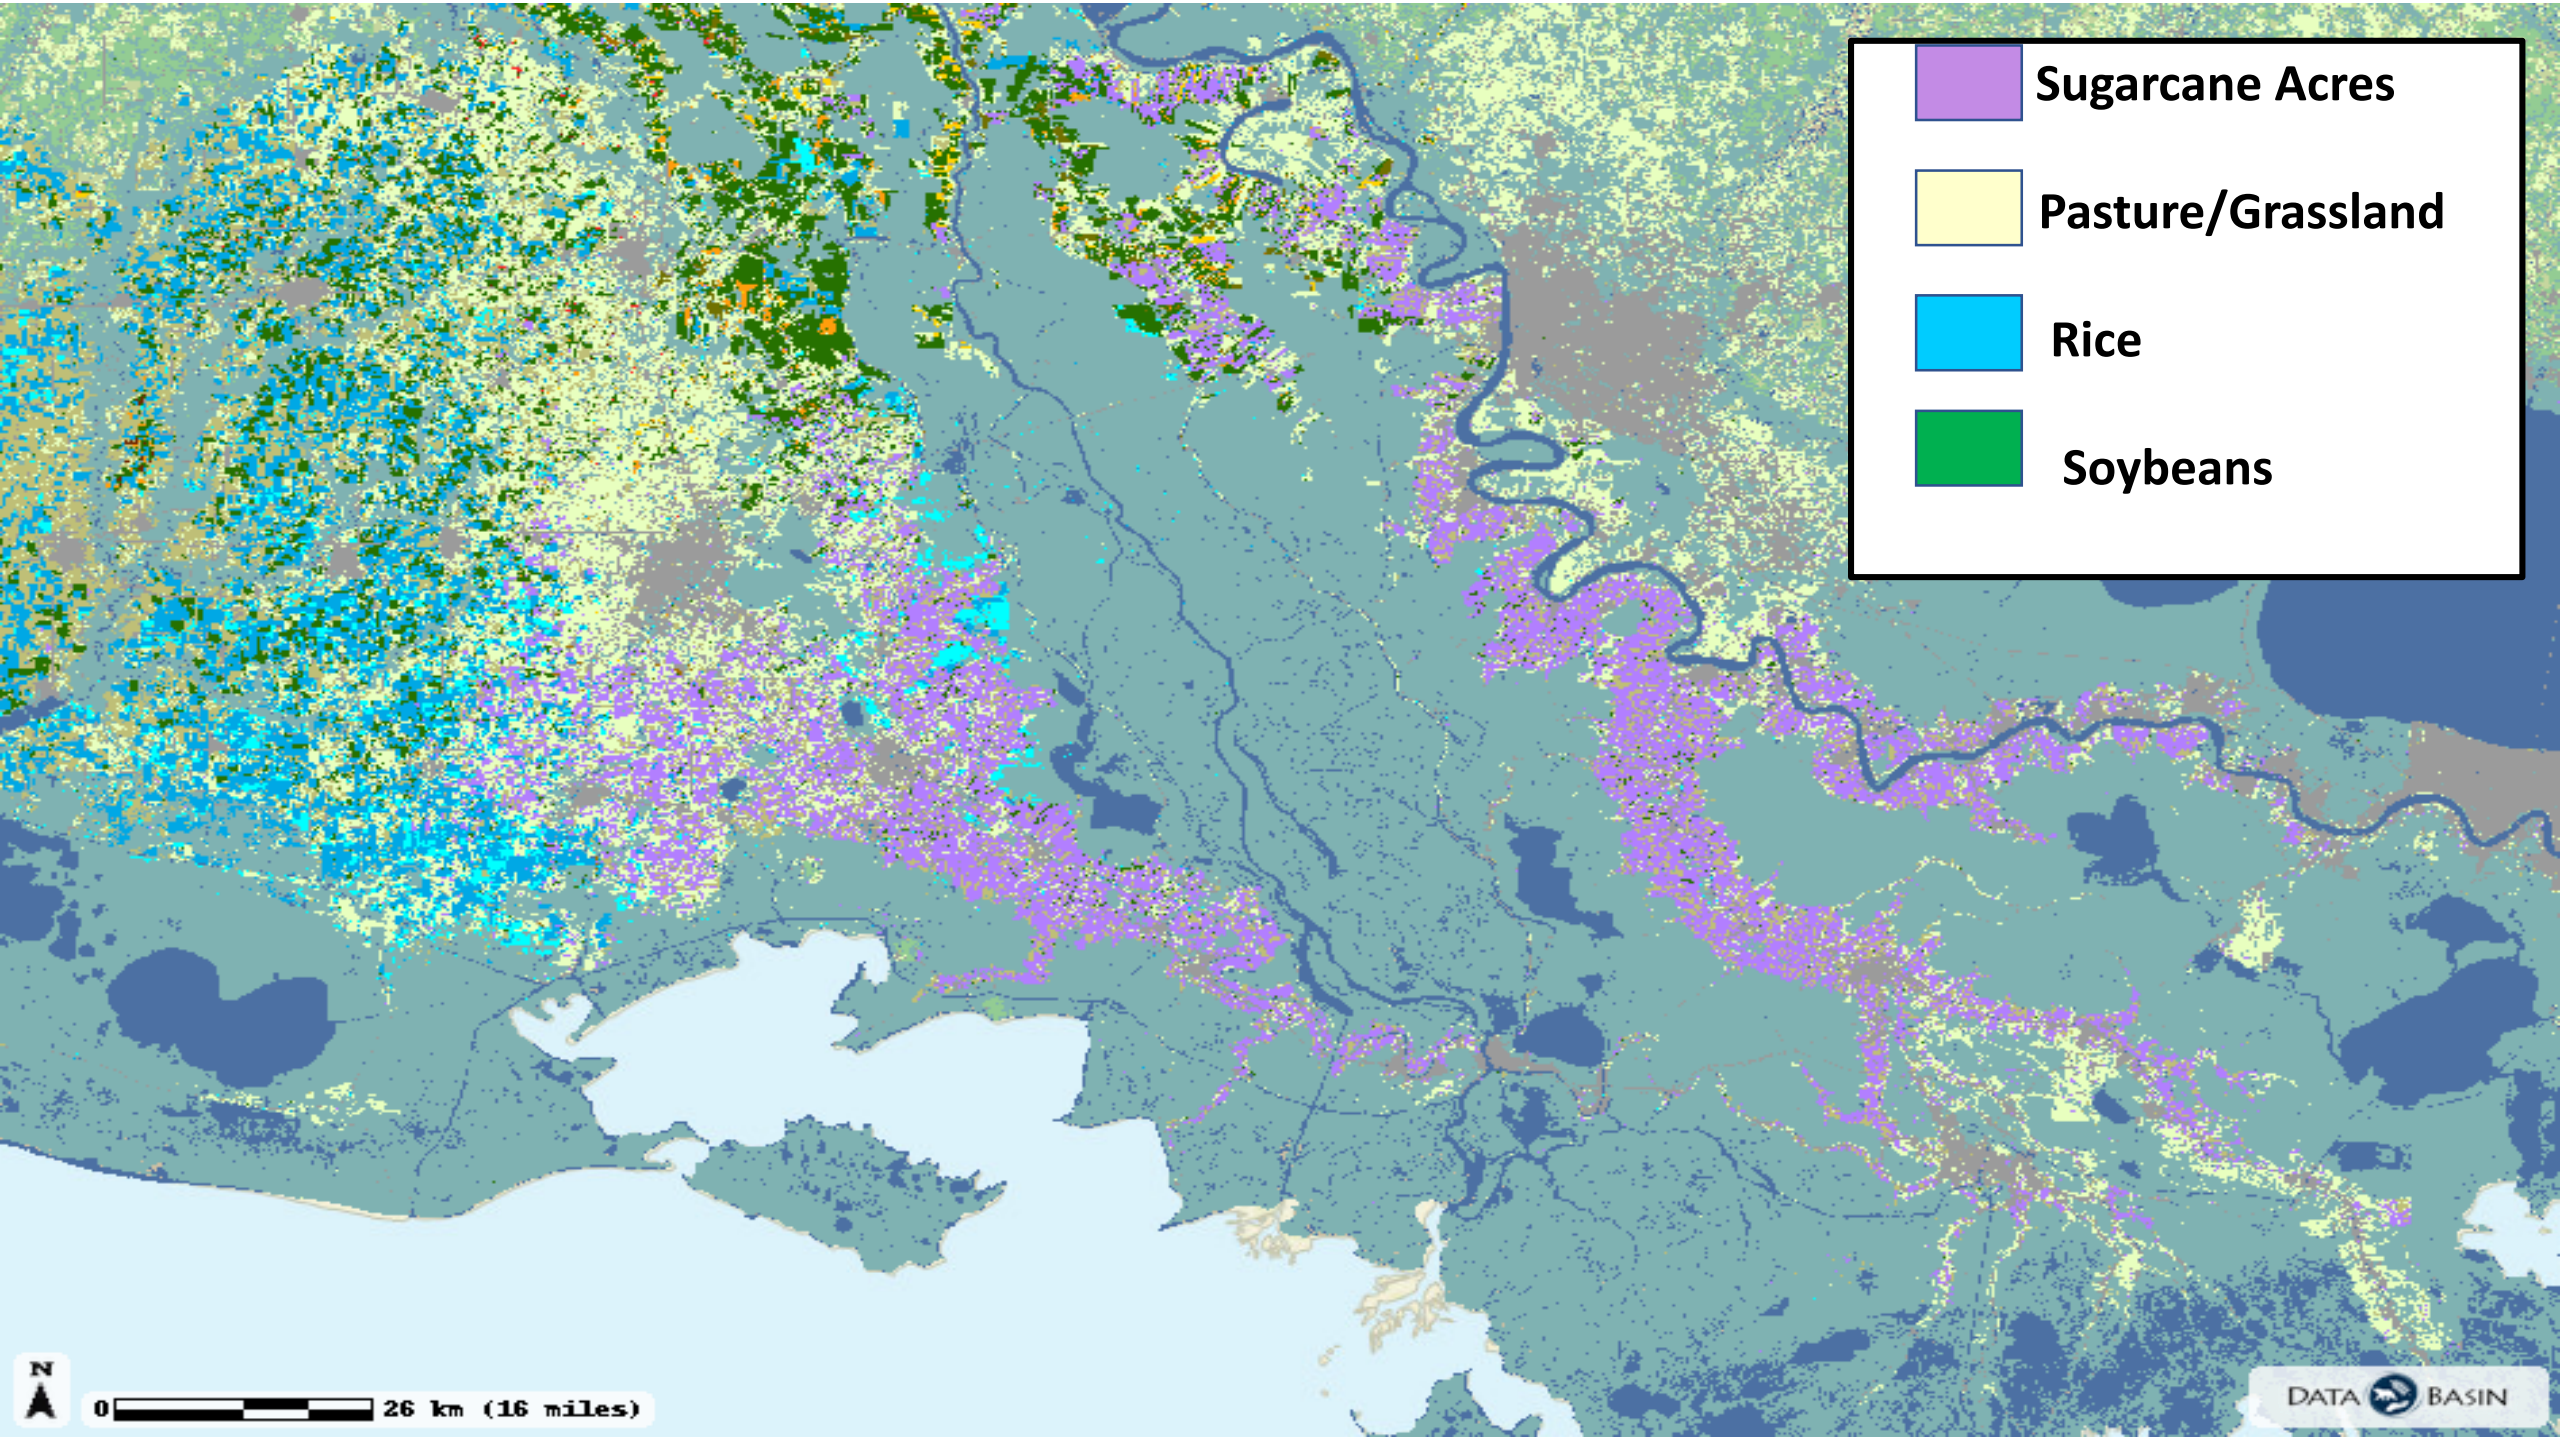 Sugarcane Acres
Pasture/Grassland
Rice
Soybeans
N
0 26 km (16 miles)
DATA BASIN